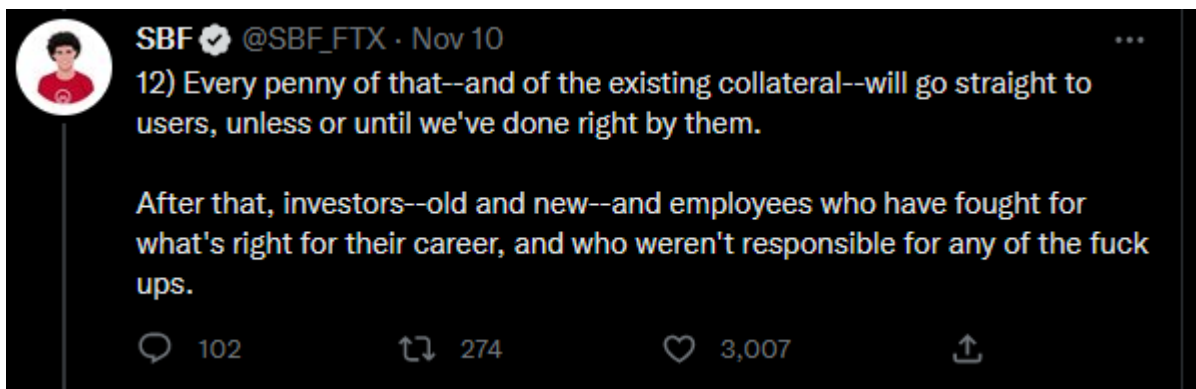 SBF @SBF_FTX · Nov 10
12) Every penny of that--and of the existing collateral--will go straight to
users, unless or until we've done right by them.
After that, investors--old and new--and employees who have fought for
what's right for their career, and who weren't responsible for any of the fuck
ups.
102 274 3,007